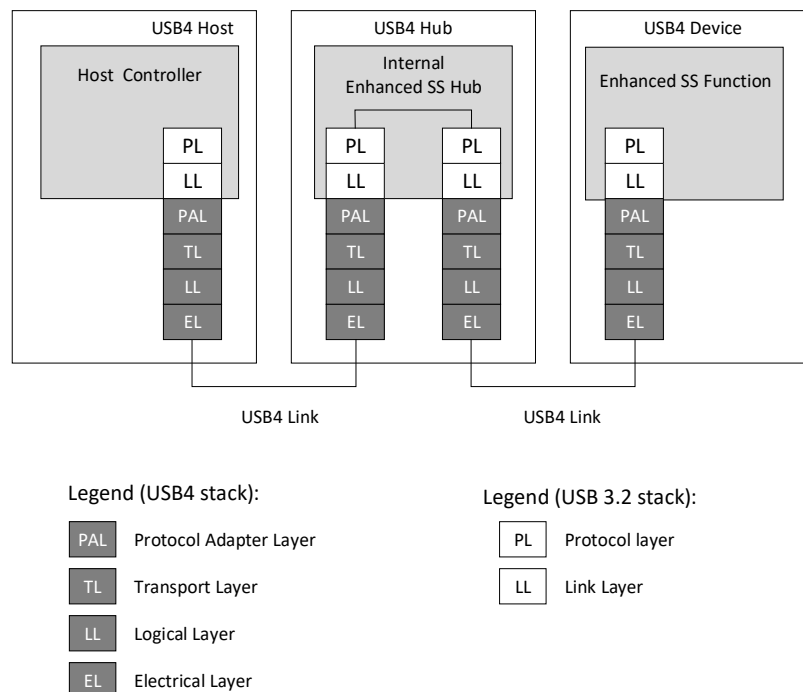 USB4 Host
USB4 Hub
USB4 Device
Host Controller
Internal
Enhanced SS Hub
Enhanced SS Function
PL PL PL PL
LL LL LL LL
PAL PAL PAL PAL
TL TL TL TL
LL LL LL LL
EL EL EL EL
USB4 Link
USB4 Link
Legend (USB4 stack):
PAL Protocol Adapter Layer
TL Transport Layer
LL Logical Layer
EL Electrical Layer
Legend (USB 3.2 stack):
PL Protocol layer
LL Link Layer